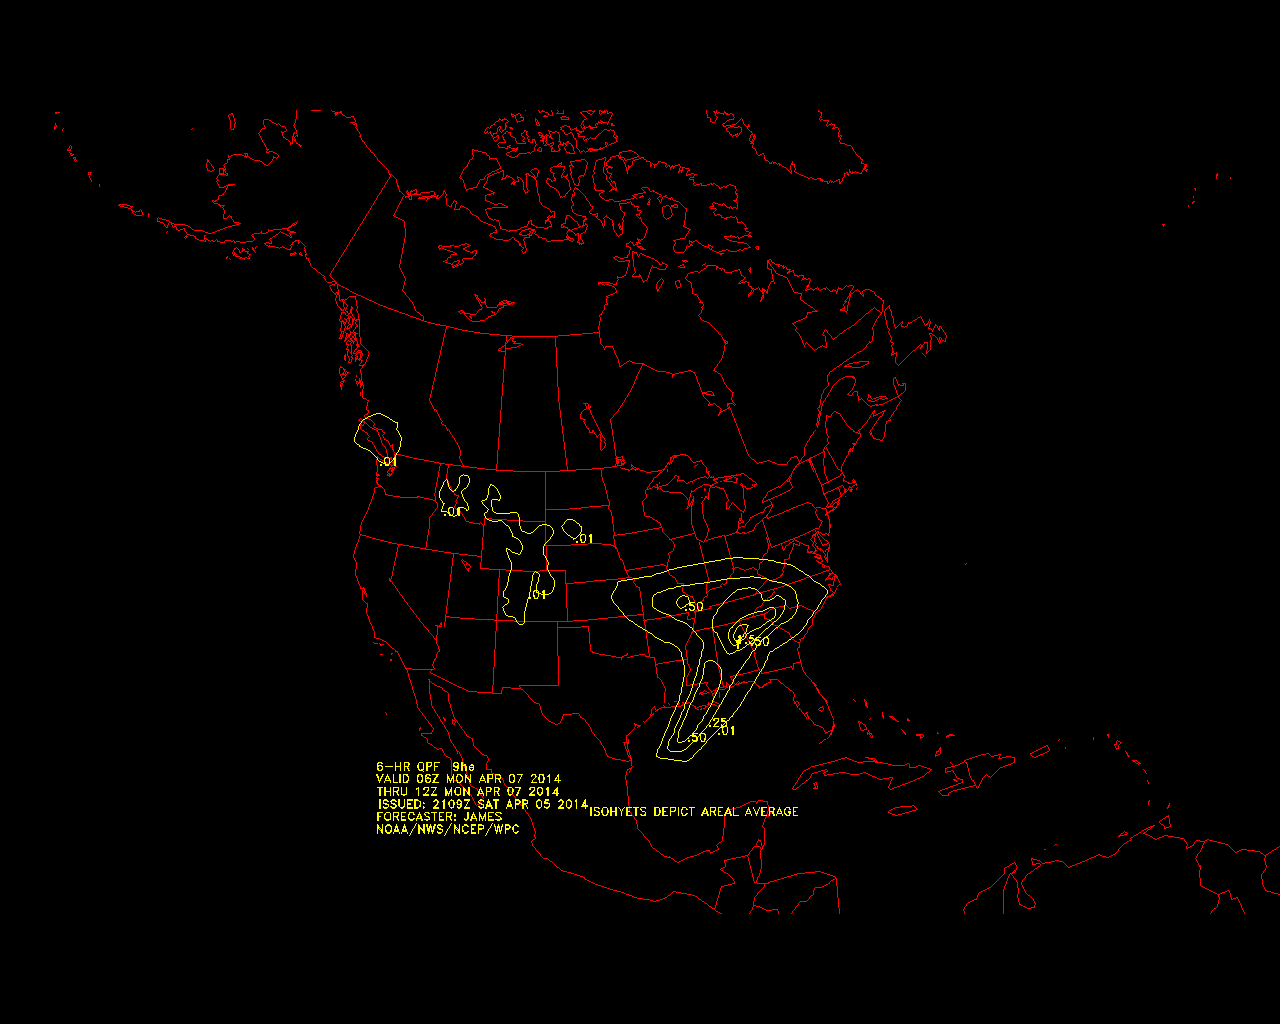 .01
.01
.01
.01
.50
.50
.25
.01
.50
6-HR QPF 9he
VALID 06Z MON APR 07 2014
THRU 12Z MON APR 07 2014
ISSUED: 2109Z SAT APR 05 2014
ISOHYETS DEPICT AREAL AVERAGE
FORECASTER: JAMES
NOAA/NWS/NCEP/WPC